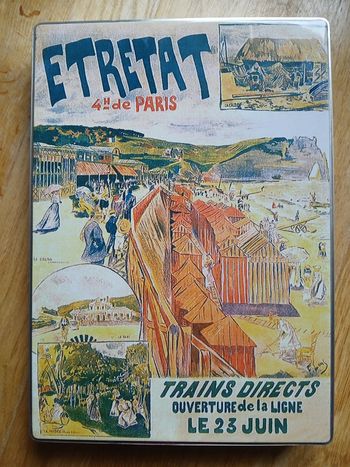 ETRETAT
4H de PARIS
TRAINS DIRECTS
OUVERTURE de la LIGNE
LE 23 JUIN